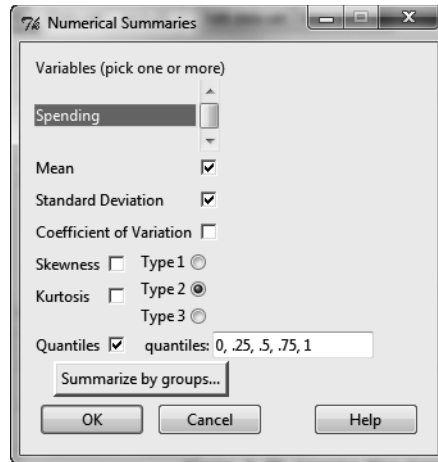 Numerical Summaries
Variables (pick one or more)
Spending
Mean
Standard Deviation
Coefficient of Variation
Skewness Type 1
Kurtosis Type 2
Type 3
Quantiles quantiles: 0, .25, .5, .75, 1
Summarize by groups...
OK Cancel Help